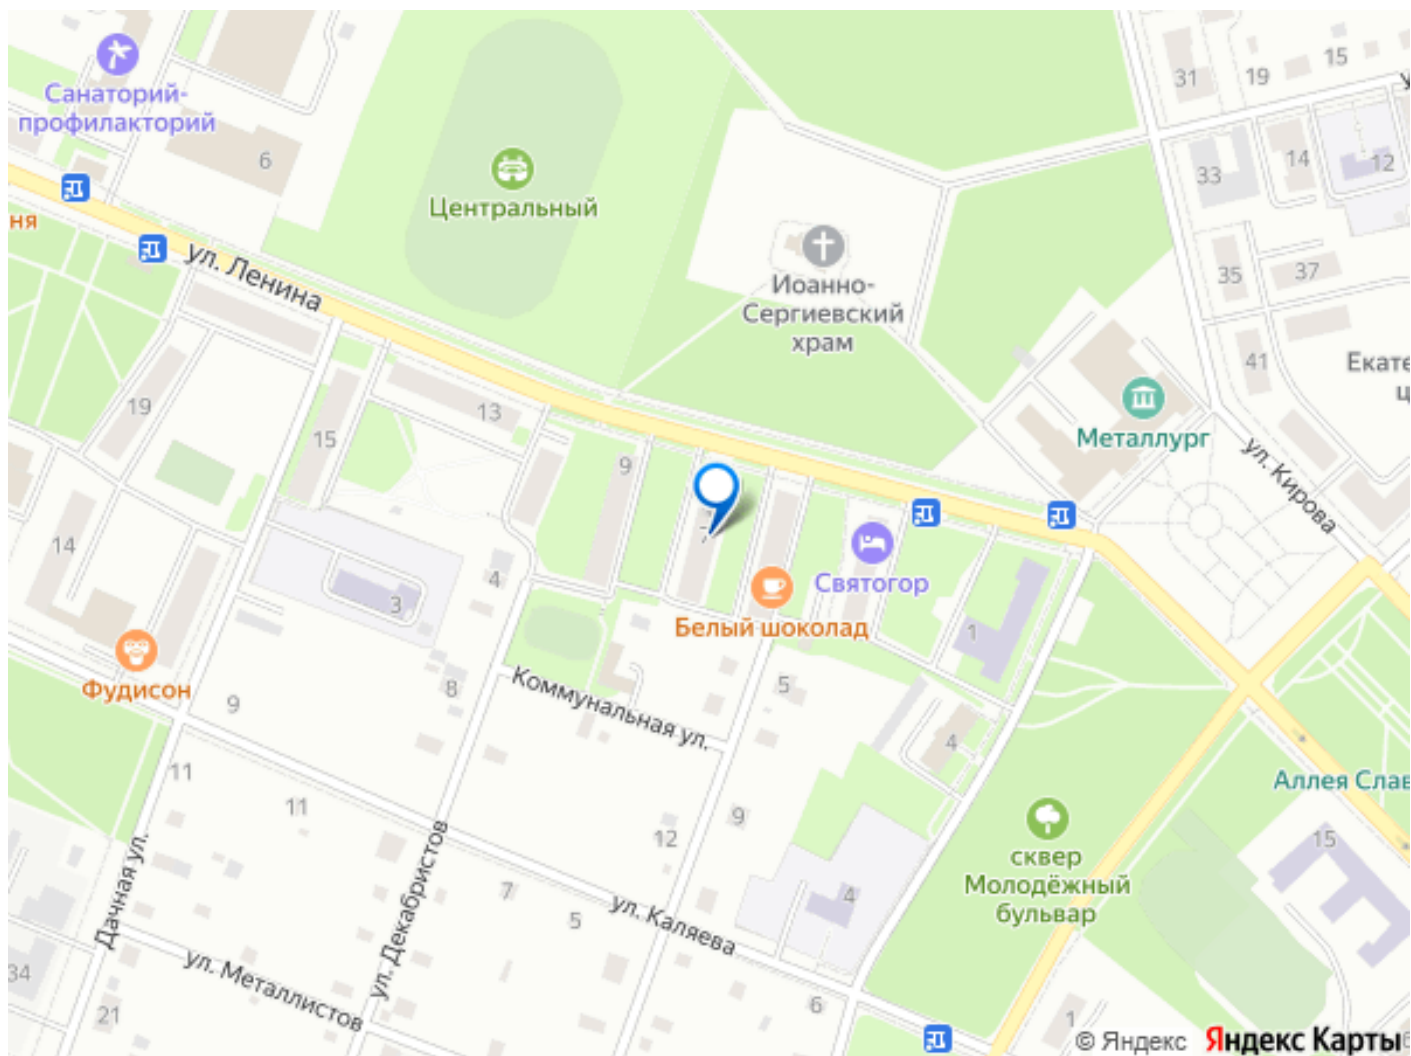 Санаторий-
профилакторий
6
Центральный
ня
ул. Ленина
Иоанно-
Сергиевский
храм
31
19
15
33
14
12
35
37
41
Екате
ц
Металлург
ул. Кирова
19
15
13
9
7
14
3
4
Святогор
Белый шоколад
1
Фудисон
9
8
Коммунальная ул.
5
4
11
11
12
9
Аллея Слав
15
сквер
Молодёжный
бульвар
Дачная ул.
ул. Декабристов
7
5
ул. Каляева
4
34
ул. Металлистов
21
6
1
© Яндекс
Яндекс Карты